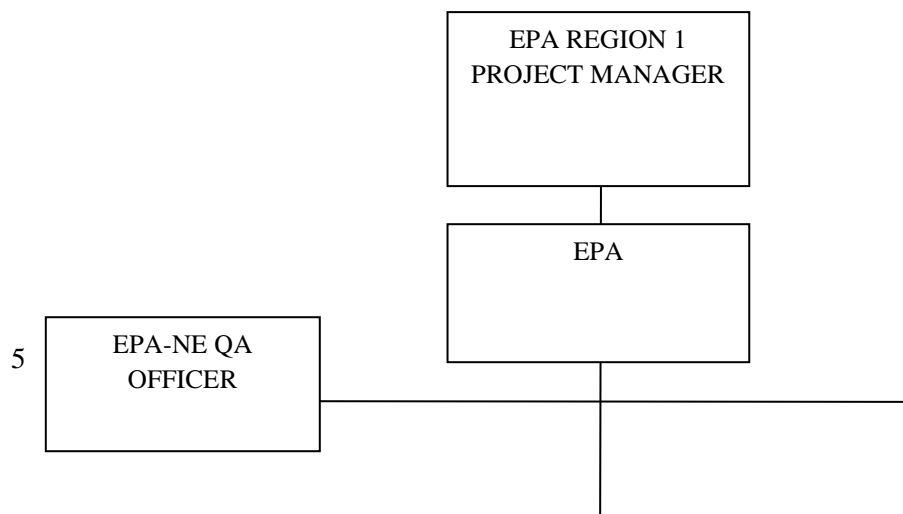 EPA REGION 1
PROJECT MANAGER
EPA
5
EPA-NE QA
OFFICER